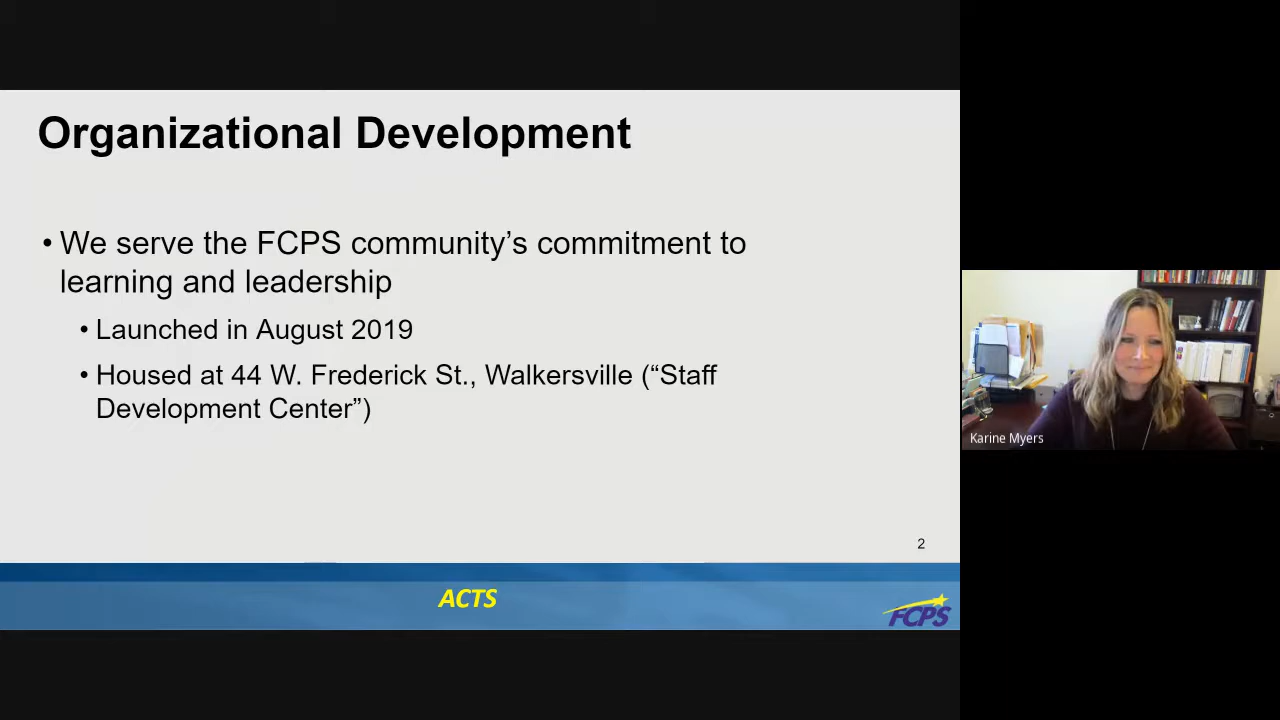 Organizational Development
• We serve the FCPS community’s commitment to
learning and leadership
• Launched in August 2019
• Housed at 44 W. Frederick St., Walkersville (“Staff
Development Center”)
2
ACTS
FCPS
Karine Myers